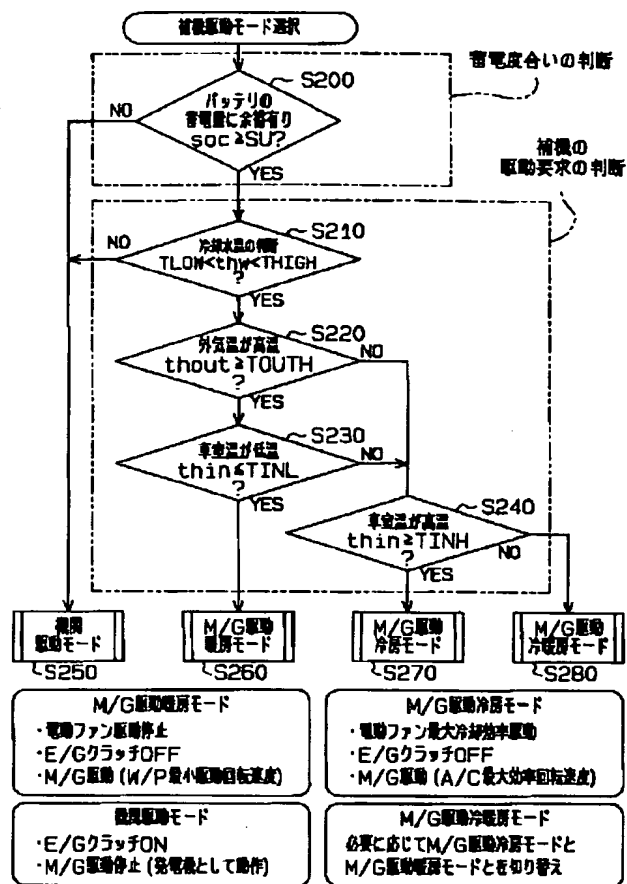 補機駆動モード選択
蓄電度合いの判断
S200
バッテリの
蓄電量に余裕有り
soc≧SU?
NO
YES
補機の
駆動要求の判断
S210
冷却水温の判断
TLOW<thw<THIGH
?
NO
YES
S220
外気温が高温
thout≧TOUTH
?
NO
YES
S230
車室温が低温
thin≦TINL
?
NO
YES
S240
車室温が高温
thin≧TINH
?
NO
YES
機関
駆動モード
S250
M/G駆動
暖房モード
S260
M/G駆動
冷房モード
S270
M/G駆動
冷暖房モード
S280
M/G駆動暖房モード
・電動ファン駆動停止
・E/GクラッチOFF
・M/G駆動(W/P最小駆動回転速度)
M/G駆動冷房モード
・電動ファン最大冷却効率駆動
・E/GクラッチOFF
・M/G駆動(A/C最大効率回転速度)
機関駆動モード
・E/GクラッチON
・M/G駆動停止(発電機として動作)
M/G駆動冷暖房モード
必要に応じてM/G駆動冷房モードと
M/G駆動暖房モードとを切り替え